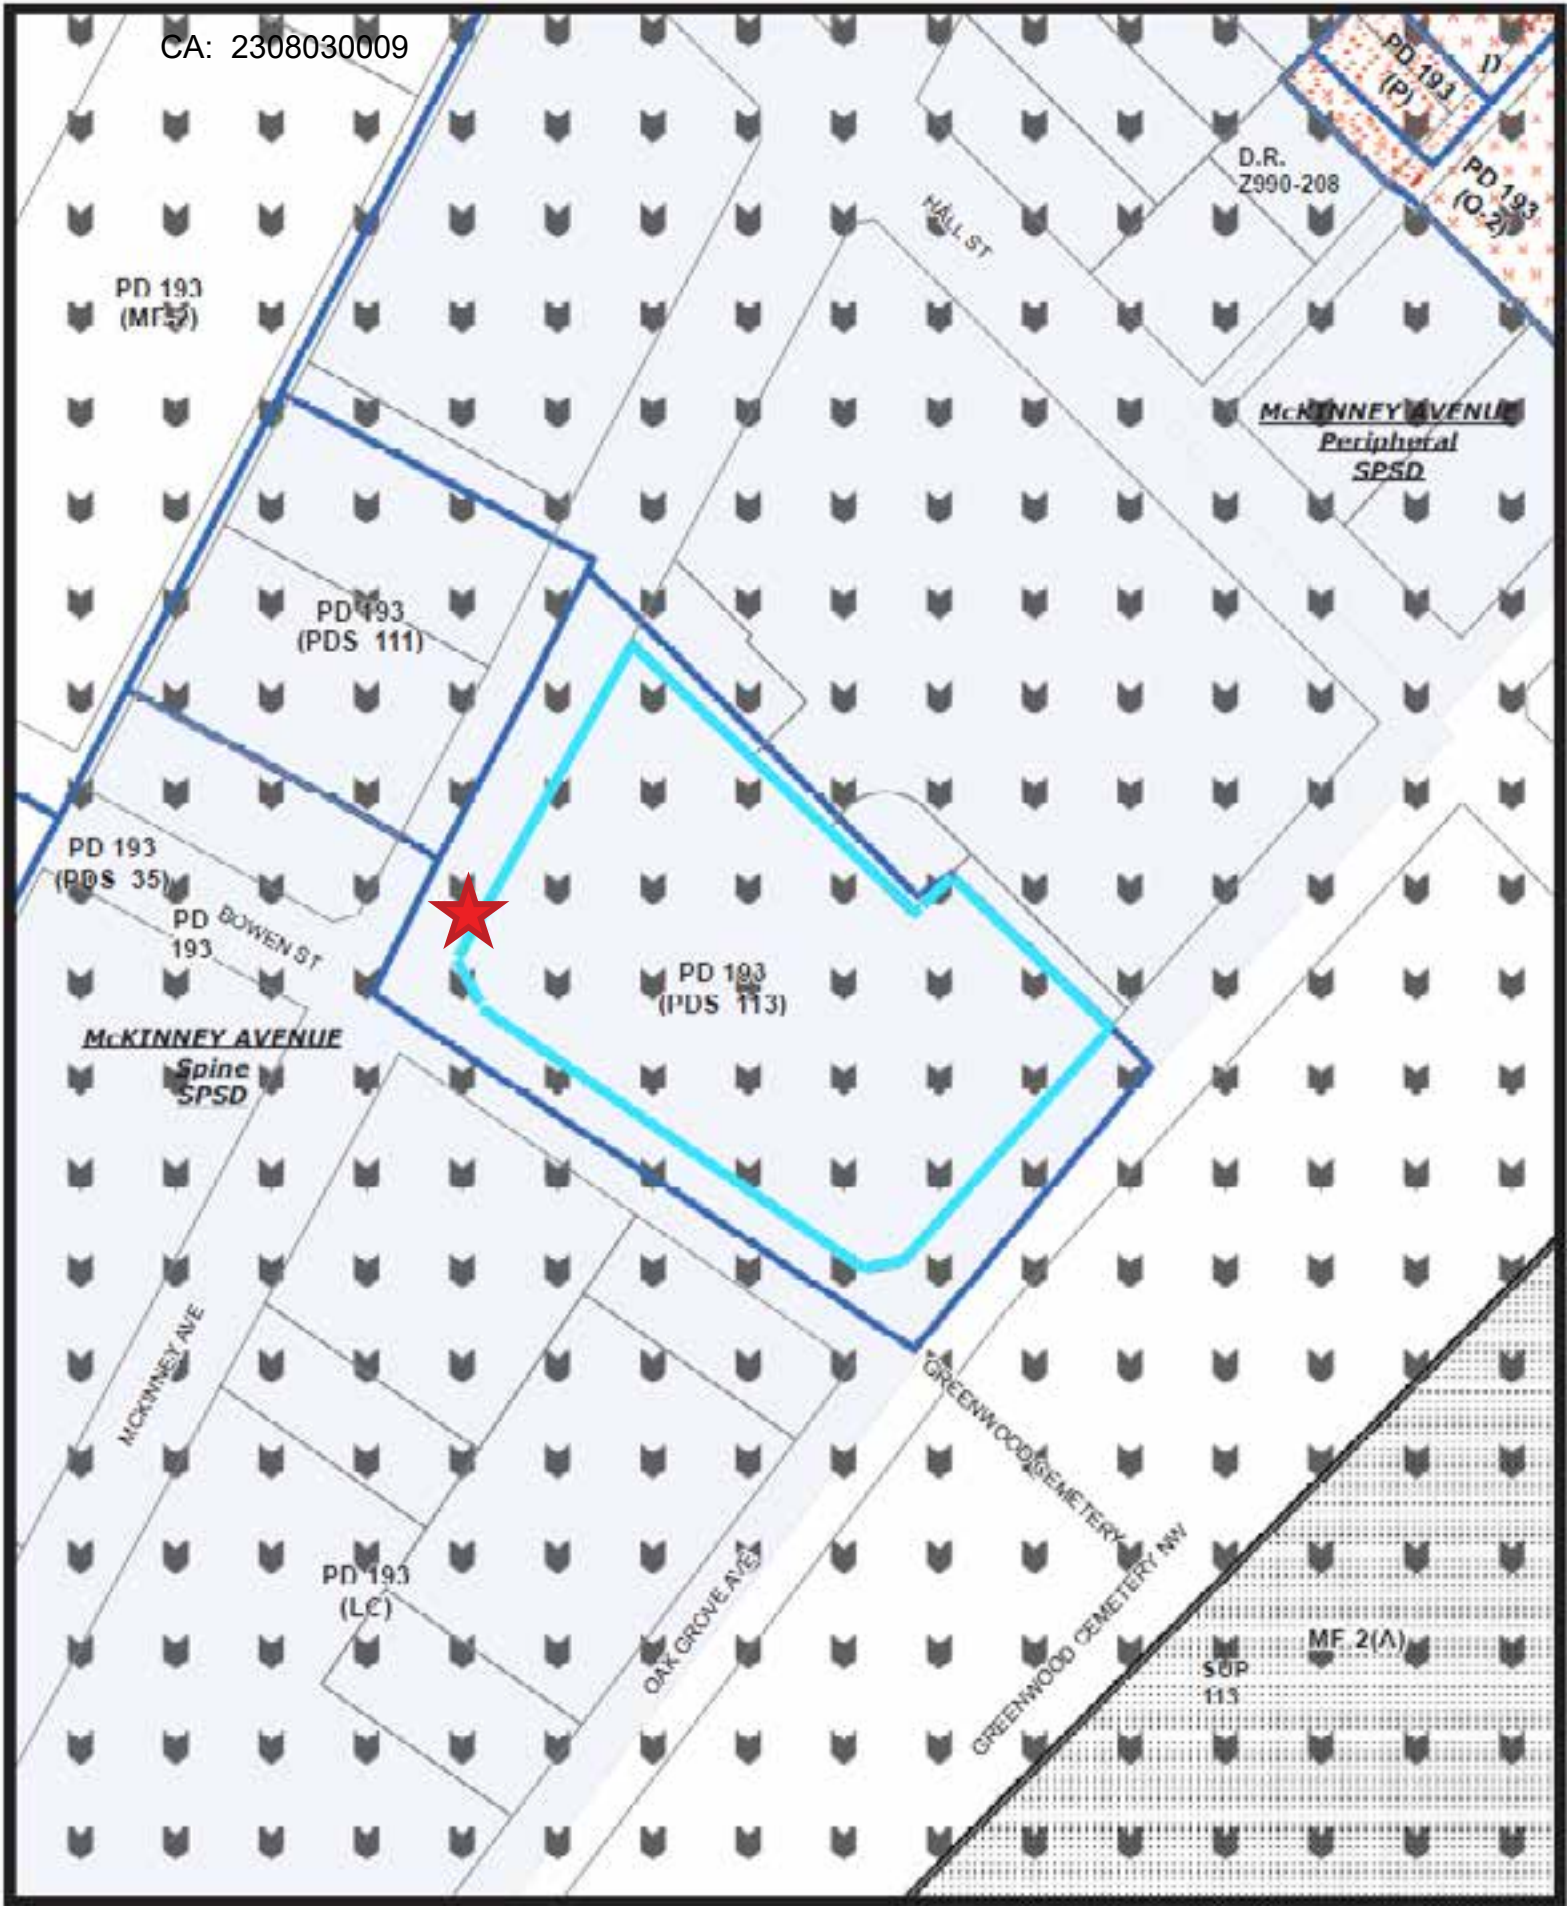 CA: 2308030009
PD 193
(P)
D
D.R.
Z990-208
PD 193
(O-2)
HALL ST
PD 193
McKINNEY AVENUE
Peripheral
SPSD
PD 193
(PDS 111)
PD 193
(PDS 35)
PD
193
BOWEN ST
PD 193
(PDS 113)
McKINNEY AVENUE
Spine
SPSD
MCKINNEY AVE
GREENWOOD CEMETERY
GREENWOOD CEMETERY NW
OAK GROVE AVE
PD 193
(LC)
MF 2(A)
SUP
113